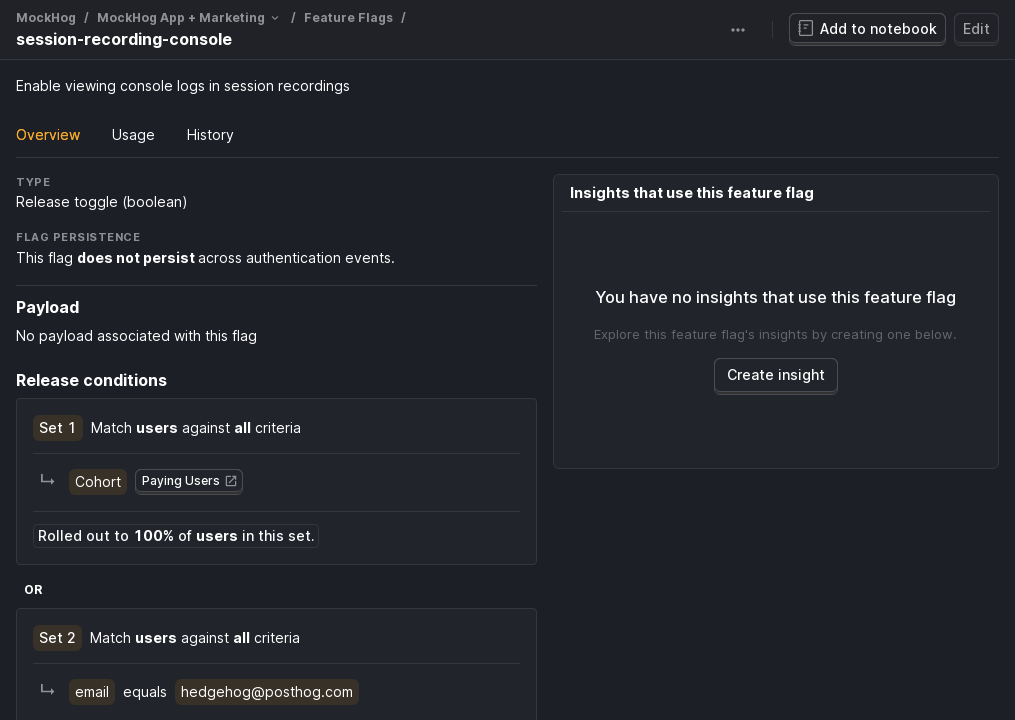 MockHog / MockHog App + Marketing / Feature Flags /
session-recording-console
Add to notebook
Edit
Enable viewing console logs in session recordings
Overview
Usage
History
TYPE
Release toggle (boolean)
FLAG PERSISTENCE
This flag does not persist across authentication events.
Payload
No payload associated with this flag
Release conditions
Set 1 Match users against all criteria
Cohort Paying Users
Rolled out to 100% of users in this set.
OR
Set 2 Match users against all criteria
email equals hedgehog@posthog.com
Insights that use this feature flag
You have no insights that use this feature flag
Explore this feature flag's insights by creating one below.
Create insight